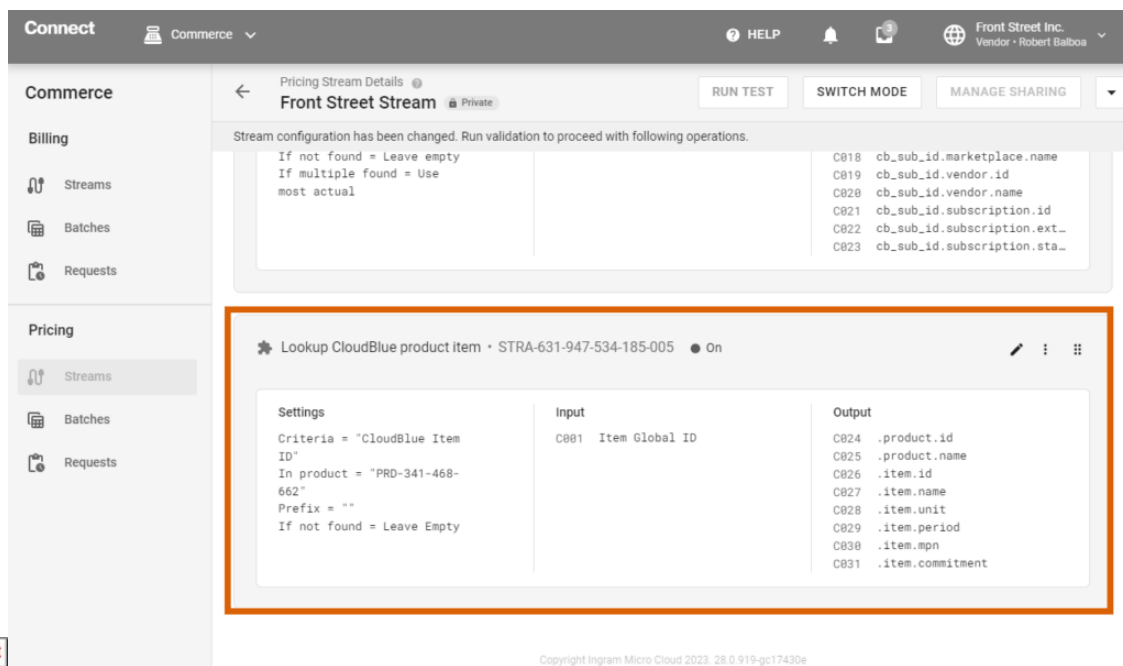 Connect
Commerce
HELP
3
Front Street Inc.
Vendor • Robert Balboa
Commerce
Pricing Stream Details
Front Street Stream Private
RUN TEST
SWITCH MODE
MANAGE SHARING
Billing
Streams
Batches
Requests
Pricing
Streams
Batches
Requests
Stream configuration has been changed. Run validation to proceed with following operations.
If not found = Leave empty
If multiple found = Use
most actual
C018 cb_sub_id.marketplace.name
C019 cb_sub_id.vendor.id
C020 cb_sub_id.vendor.name
C021 cb_sub_id.subscription.id
C022 cb_sub_id.subscription.ext…
C023 cb_sub_id.subscription.sta…
Lookup CloudBlue product item • STRA-631-947-534-185-005 On
Settings
Criteria = "CloudBlue Item
ID"
In product = "PRD-341-468-
662"
Prefix = ""
If not found = Leave Empty
Input
C001 Item Global ID
Output
C024 .product.id
C025 .product.name
C026 .item.id
C027 .item.name
C028 .item.unit
C029 .item.period
C030 .item.mpn
C031 .item.commitment
Copyright Ingram Micro Cloud 2023. 28.0.919-gc17430e